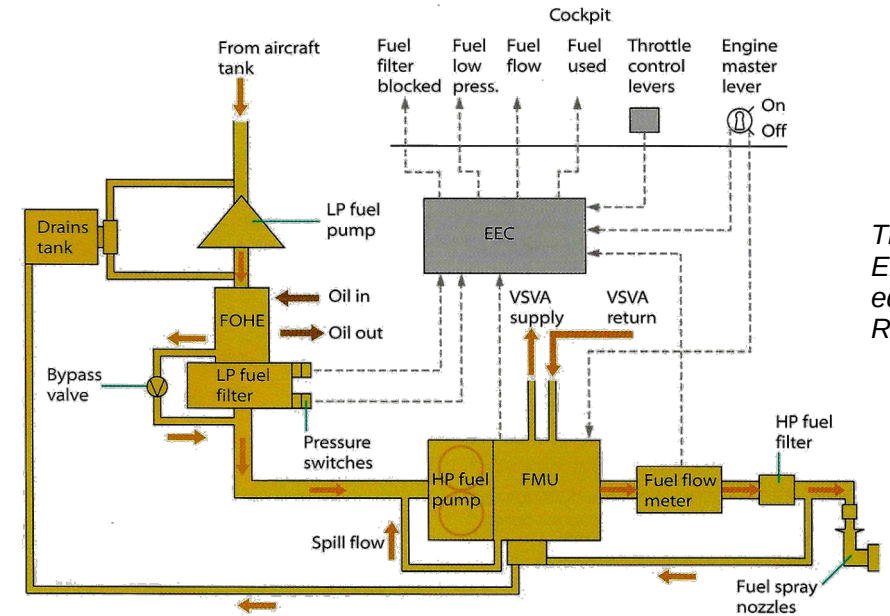 Cockpit
From aircraft
tank
Fuel
filter
blocked
Fuel
low
press.
Fuel
flow
Fuel
used
Throttle
control
levers
Engine
master
lever
On
Off
LP fuel
pump
Drains
tank
EEC
Oil in
Oil out
FOHE
VSVA
supply
VSVA
return
Bypass
valve
LP fuel
filter
Pressure
switches
HP fuel
pump
FMU
Fuel flow
meter
HP fuel
filter
Spill flow
Fuel spray
nozzles